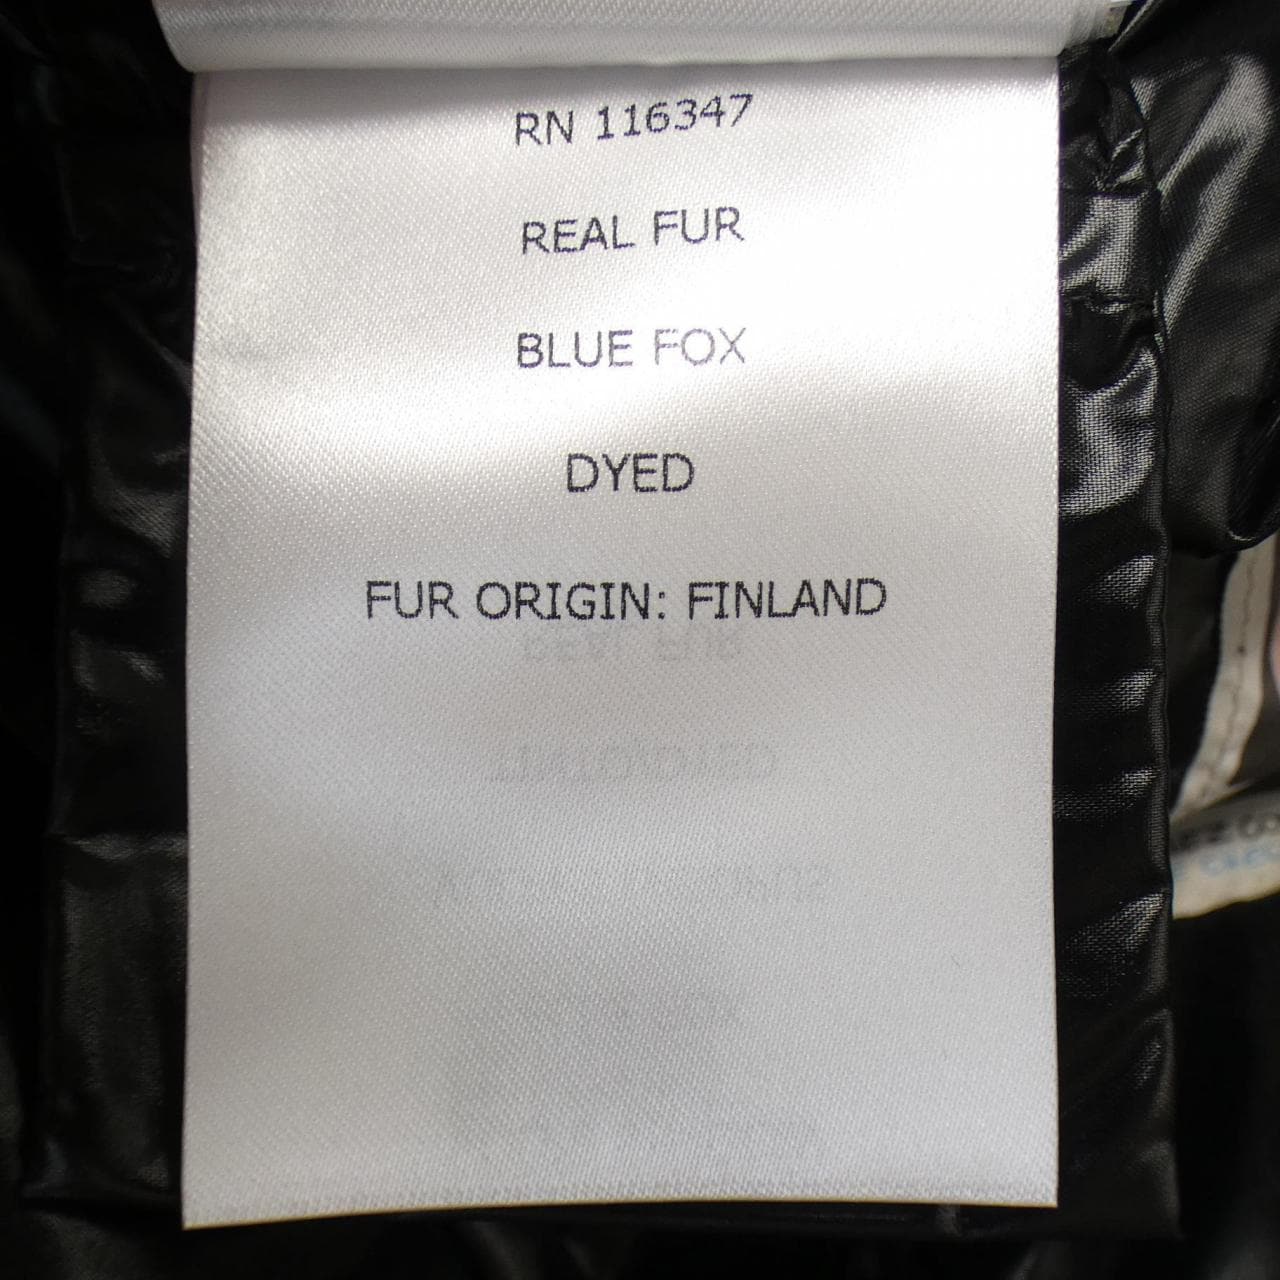 RN 116347
REAL FUR
BLUE FOX
DYED
FUR ORIGIN: FINLAND